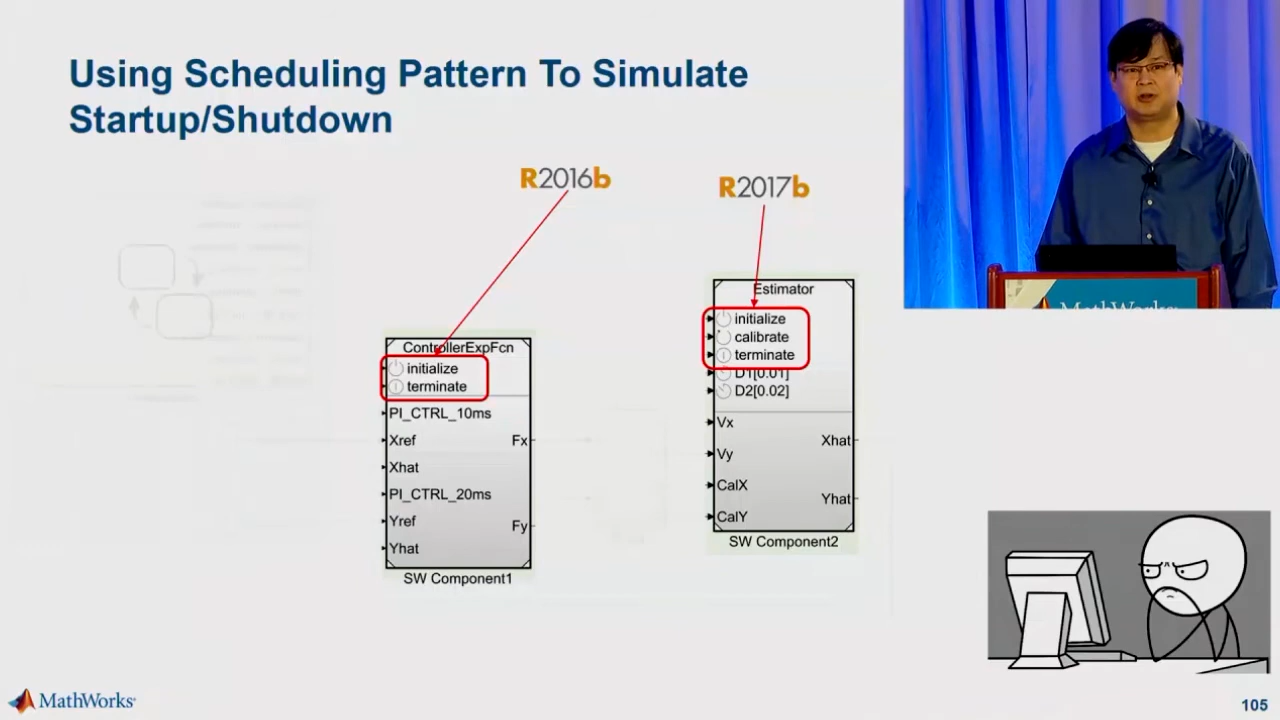 Using Scheduling Pattern To Simulate
Startup/Shutdown
R2016b
R2017b
ControllerExpFcn
initialize
terminate
PI_CTRL_10ms
Xref
Fx
Xhat
PI_CTRL_20ms
Yref
Fy
Yhat
SW Component1
Estimator
initialize
calibrate
terminate
D1[0.01]
D2[0.02]
Vx
Xhat
Vy
CalX
Yhat
CalY
SW Component2
MathWorks
MathWorks
105